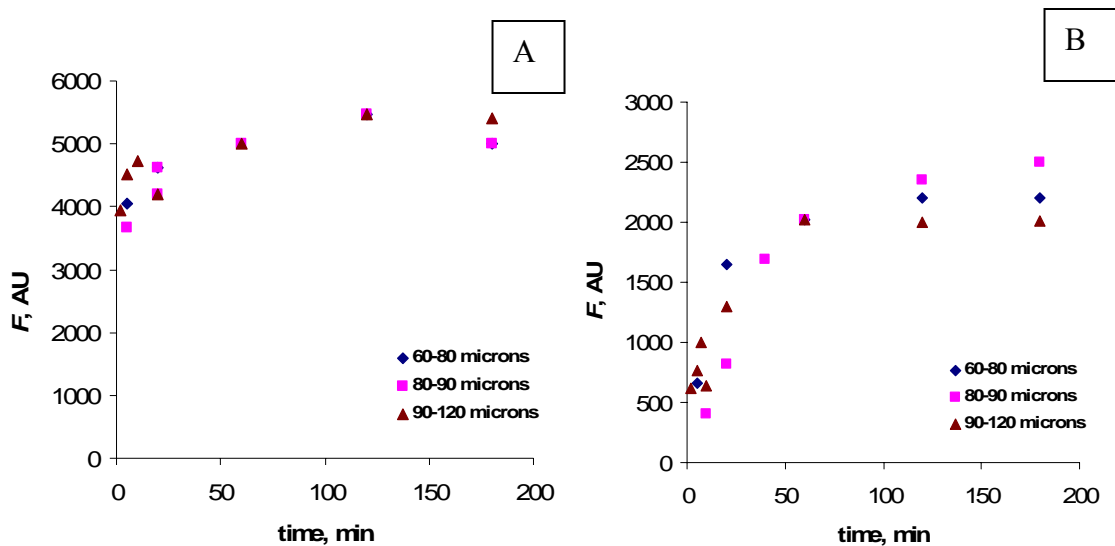 A
6000
5000
4000
3000
2000
1000
0
F, AU
0 50 100 150 200
time, min
60-80 microns
80-90 microns
90-120 microns
B
3000
2500
2000
1500
1000
500
0
F, AU
0 50 100 150 200
time, min
60-80 microns
80-90 microns
90-120 microns